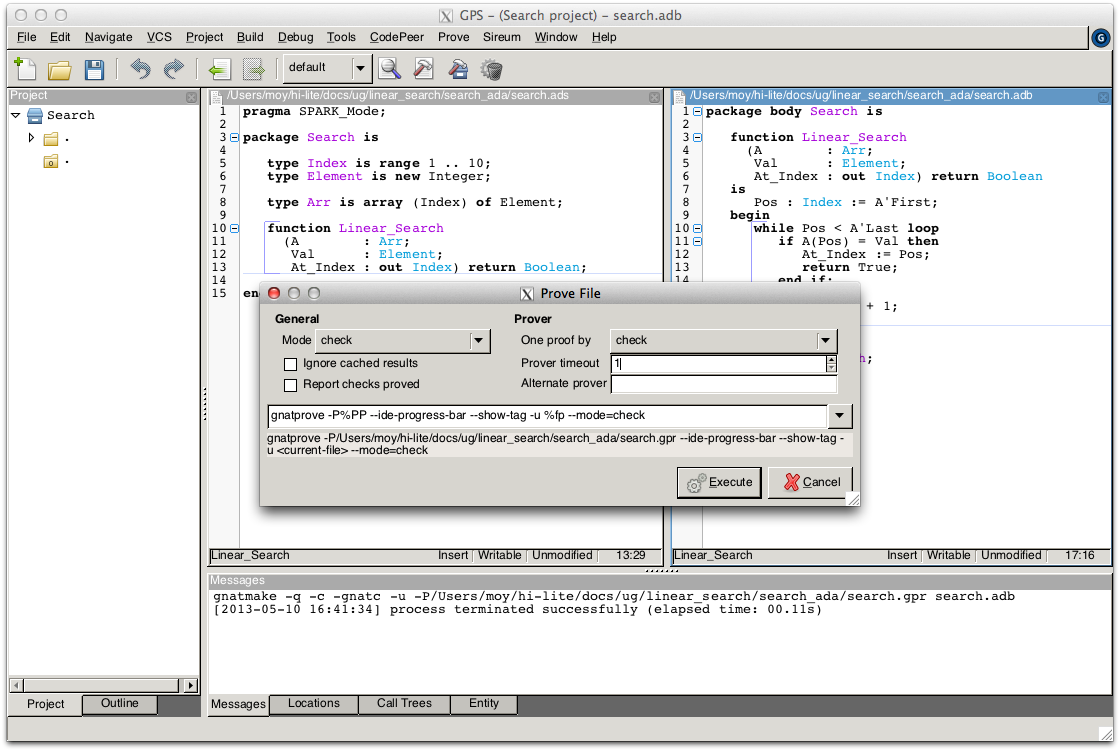 GPS – (Search project) – search.adb
File Edit Navigate VCS Project Build Debug Tools CodePeer Prove Sireum Window Help
default
Project
Search
.
.
/Users/moy/hi-lite/docs/ug/linear_search/search_ada/search.ads
1 pragma SPARK_Mode;
2
3 package Search is
4
5 type Index is range 1 .. 10;
6 type Element is new Integer;
7
8 type Arr is array (Index) of Element;
9
10 function Linear_Search
11 (A : Arr;
12 Val : Element;
13 At_Index : out Index) return Boolean;
14
15 en
Linear_Search Insert Writable Unmodified 13:29
/Users/moy/hi-lite/docs/ug/linear_search/search_ada/search.adb
1 package body Search is
2
3 function Linear_Search
4 (A : Arr;
5 Val : Element;
6 At_Index : out Index) return Boolean
7 is
8 Pos : Index := A'First;
9 begin
10 while Pos < A'Last loop
11 if A(Pos) = Val then
12 At_Index := Pos;
13 return True;
14 end if;
+ 1;
h;
Linear_Search Insert Writable Unmodified 17:16
Prove File
General
Mode check
Ignore cached results
Report checks proved
Prover
One proof by check
Prover timeout 1
Alternate prover
gnatprove -P%PP --ide-progress-bar --show-tag -u %fp --mode=check
gnatprove -P/Users/moy/hi-lite/docs/ug/linear_search/search_ada/search.gpr --ide-progress-bar --show-tag -
u <current-file> --mode=check
Execute Cancel
Messages
gnatmake -q -c -gnatc -u -P/Users/moy/hi-lite/docs/ug/linear_search/search_ada/search.gpr search.adb
[2013-05-10 16:41:34] process terminated successfully (elapsed time: 00.11s)
Project Outline
Messages Locations Call Trees Entity